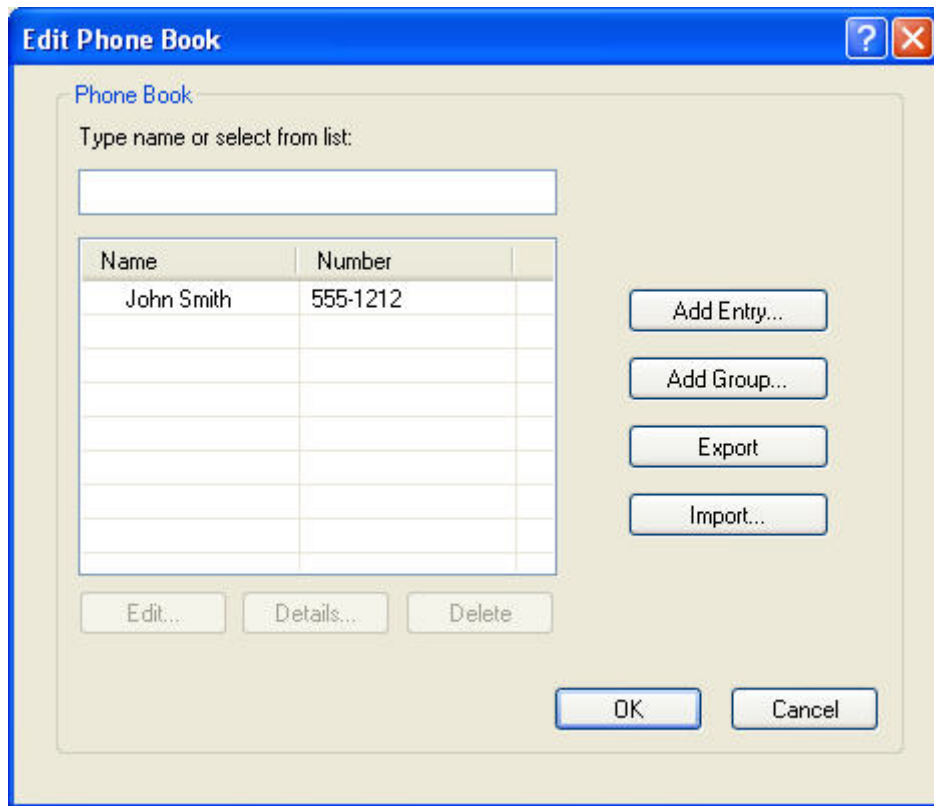 Edit Phone Book
Phone Book
Type name or select from list:
Name Number
John Smith 555-1212
Add Entry...
Add Group...
Export
Import...
Edit... Details... Delete
OK Cancel